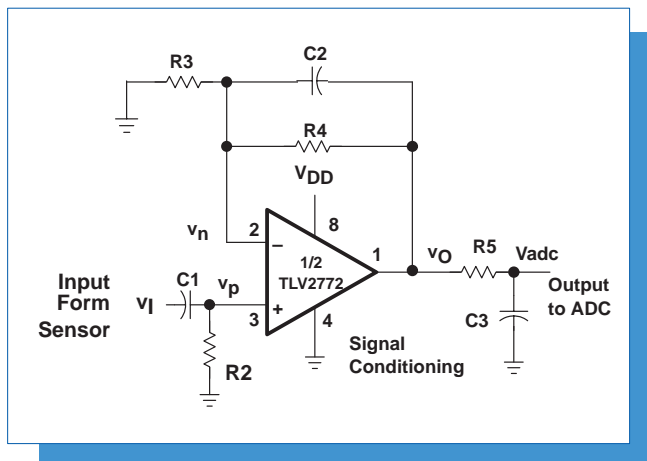 C2
R3
R4
VDD
vn
2
8
–
1
vO
R5
Vadc
1/2
TLV2772
Input
Form
Sensor
C1
vp
vI
+
3
4
Output
to ADC
C3
R2
Signal
Conditioning